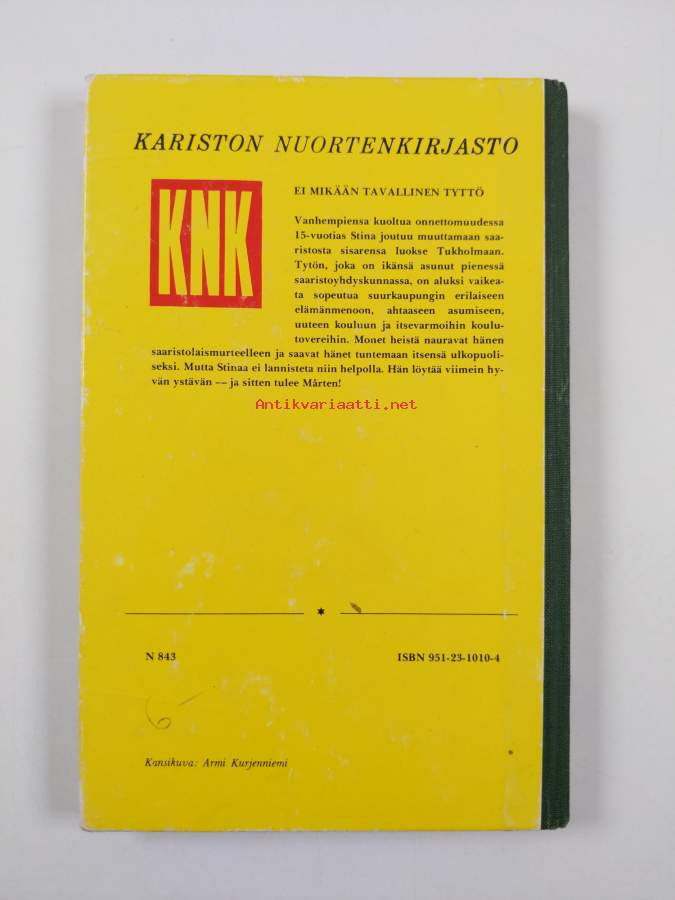 KARISTON NUORTENKIRJASTO
KNK
EI MIKÄÄN TAVALLINEN TYTTÖ
Vanhempiensa kuoltua onnettomuudessa
15-vuotias Stina joutuu muuttamaan saa-
ristosta sisarensa luokse Tukholmaan.
Tytön, joka on ikänsä asunut pienessä
saaristoyhdyskunnassa, on aluksi vaikea-
ta sopeutua suurkaupungin erilaiseen
elämänmenoon, ahtaaseen asumiseen,
uuteen kouluun ja itsevarmoihin koulu-
tovereihin. Monet heistä nauravat hänen
saaristolaismurteelleen ja saavat hänet tuntemaan itsensä ulkopuoli-
seksi. Mutta Stinaa ei lannisteta niin helpolla. Hän löytää viimein hy-
vän ystävän — ja sitten tulee Mårten!
Antikvariaatti.net
N 843
ISBN 951-23-1010-4
6
Kansikuva: Armi Kurjenniemi